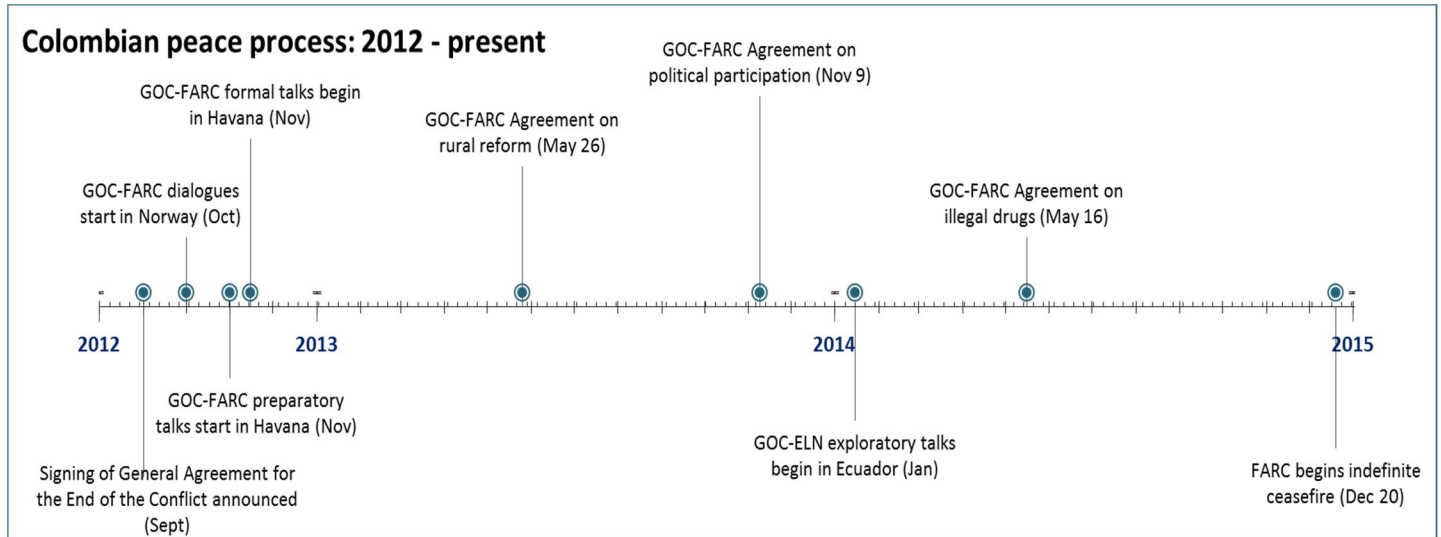 Colombian peace process: 2012 - present
GOC-FARC Agreement on
political participation (Nov 9)
GOC-FARC formal talks begin
in Havana (Nov)
GOC-FARC Agreement on
rural reform (May 26)
GOC-FARC dialogues
start in Norway (Oct)
GOC-FARC Agreement on
illegal drugs (May 16)
2012
2013
2014
2015
GOC-FARC preparatory
talks start in Havana (Nov)
GOC-ELN exploratory talks
begin in Ecuador (Jan)
Signing of General Agreement for
the End of the Conflict announced
(Sept)
FARC begins indefinite
ceasefire (Dec 20)